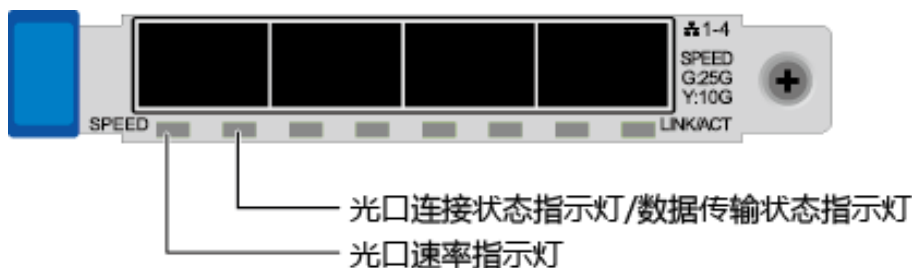 1-4
SPEED
G:25G
Y:10G
SPEED
LINK/ACT
光口连接状态指示灯/数据传输状态指示灯
光口速率指示灯